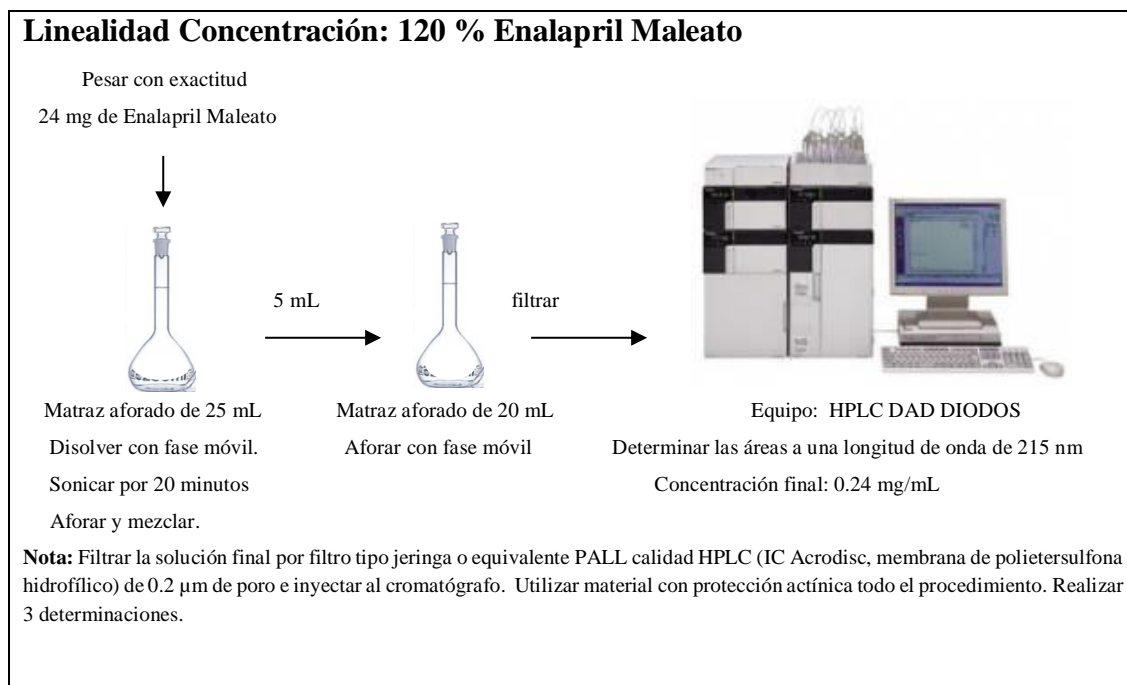 Linealidad Concentración: 120 % Enalapril Maleato
Pesar con exactitud
24 mg de Enalapril Maleato
5 mL
filtrar
Matraz aforado de 25 mL
Disolver con fase móvil.
Sonicar por 20 minutos
Aforar y mezclar.
Matraz aforado de 20 mL
Aforar con fase móvil
Equipo: HPLC DAD DIODOS
Determinar las áreas a una longitud de onda de 215 nm
Concentración final: 0.24 mg/mL
Nota: Filtrar la solución final por filtro tipo jeringa o equivalente PALL calidad HPLC (IC Acrodisc, membrana de polietersulfona
hidrofílico) de 0.2 µm de poro e inyectar al cromatógrafo. Utilizar material con protección actínica todo el procedimiento. Realizar
3 determinaciones.